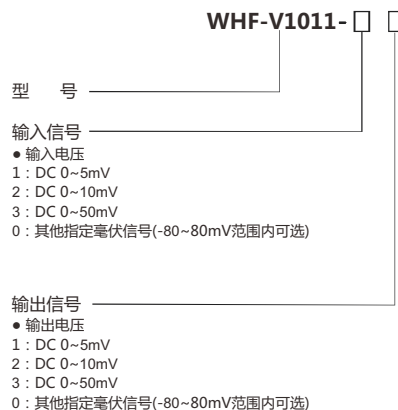 WHF-V1011-□ □
型 号
输入信号
● 输入电压
1：DC 0~5mV
2：DC 0~10mV
3：DC 0~50mV
0：其他指定毫伏信号(-80~80mV范围内可选)
输出信号
● 输出电压
1：DC 0~5mV
2：DC 0~10mV
3：DC 0~50mV
0：其他指定毫伏信号(-80~80mV范围内可选)